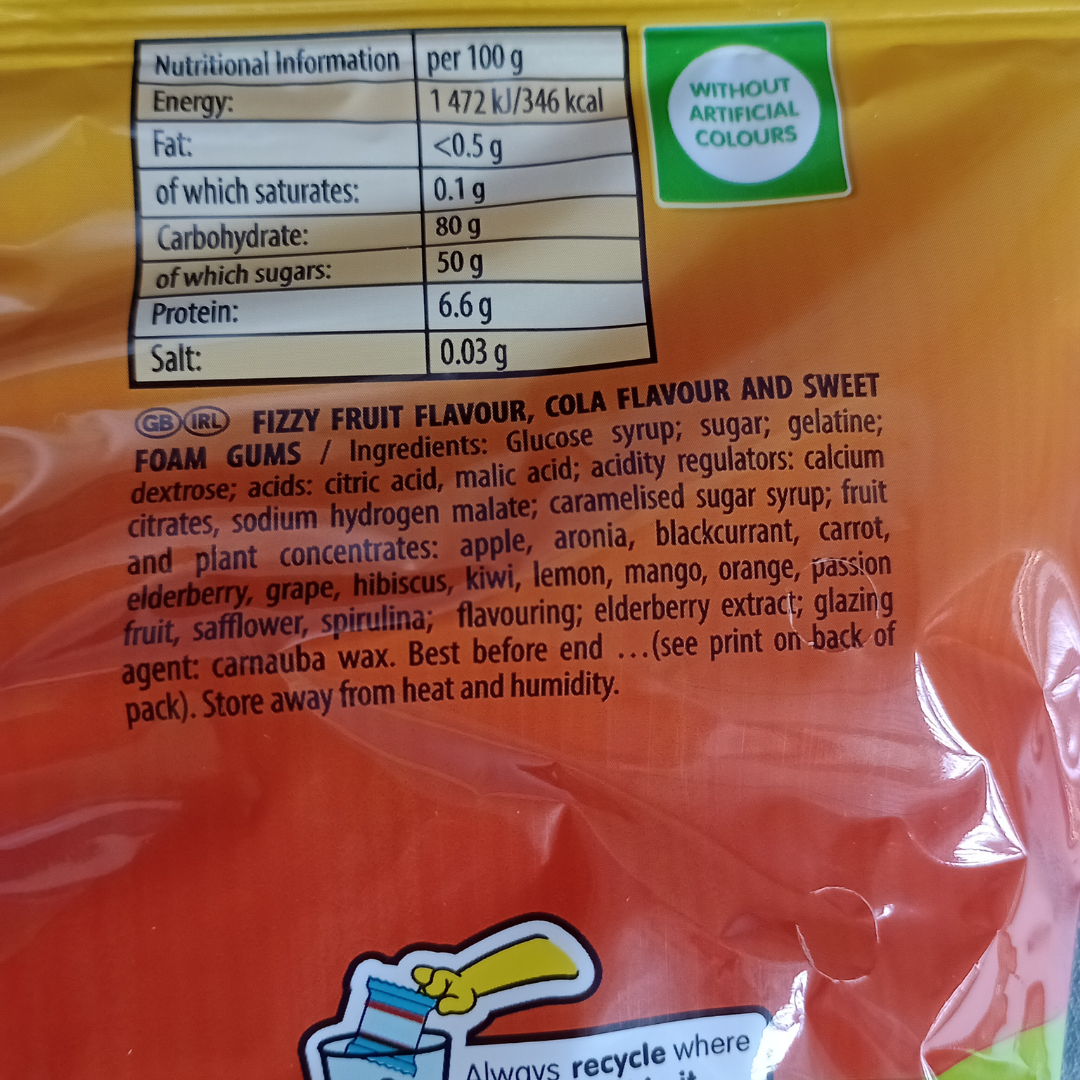 Nutritional Information per 100 g
Energy: 1 472 kJ/346 kcal
Fat: <0.5 g
of which saturates: 0.1 g
Carbohydrate: 80 g
of which sugars: 50 g
Protein: 6.6 g
Salt: 0.03 g
WITHOUT
ARTIFICIAL
COLOURS
GB IRL FIZZY FRUIT FLAVOUR, COLA FLAVOUR AND SWEET
FOAM GUMS / Ingredients: Glucose syrup; sugar; gelatine;
dextrose; acids: citric acid, malic acid; acidity regulators: calcium
citrates, sodium hydrogen malate; caramelised sugar syrup; fruit
and plant concentrates: apple, aronia, blackcurrant, carrot,
elderberry, grape, hibiscus, kiwi, lemon, mango, orange, passion
fruit, safflower, spirulina; flavouring; elderberry extract; glazing
agent: carnauba wax. Best before end ...(see print on back of
pack). Store away from heat and humidity.
Always recycle where